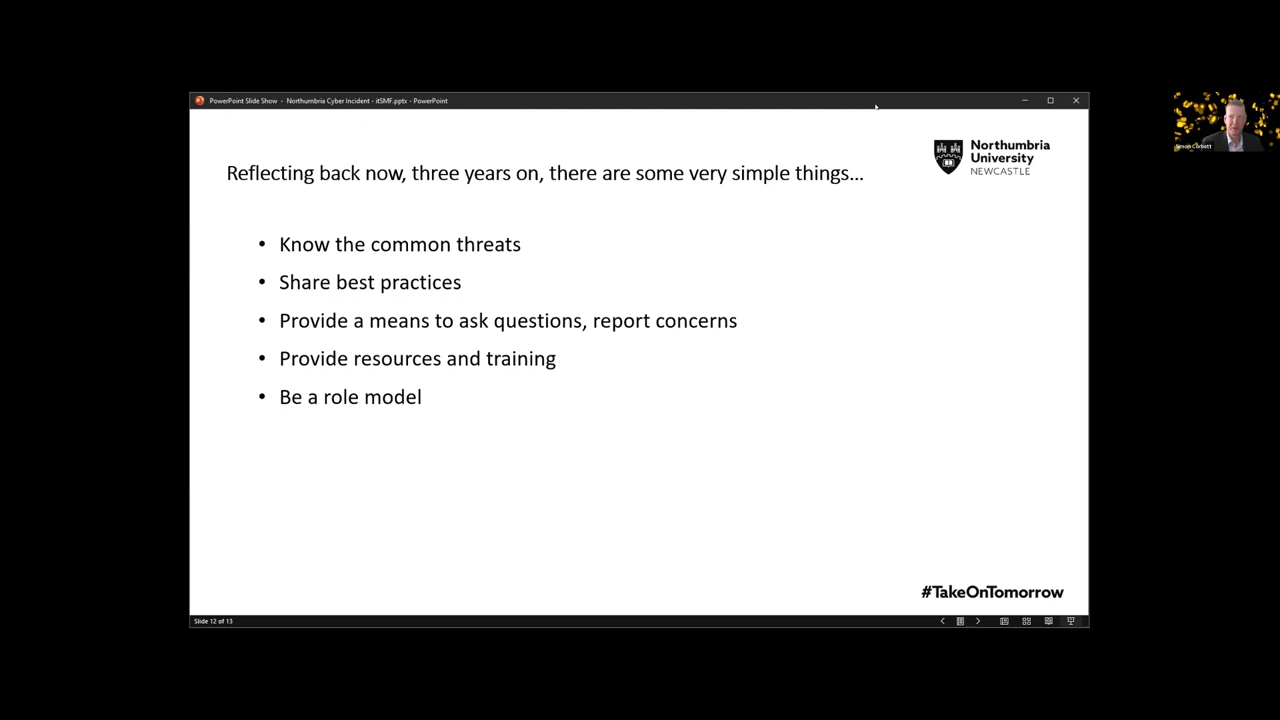 PowerPoint Slide Show - Northumbria Cyber Incident - itSMF.pptx - PowerPoint
Northumbria
University
NEWCASTLE
Reflecting back now, three years on, there are some very simple things...
• Know the common threats
• Share best practices
• Provide a means to ask questions, report concerns
• Provide resources and training
• Be a role model
#TakeOnTomorrow
Slide 12 of 13
Simon Corbett